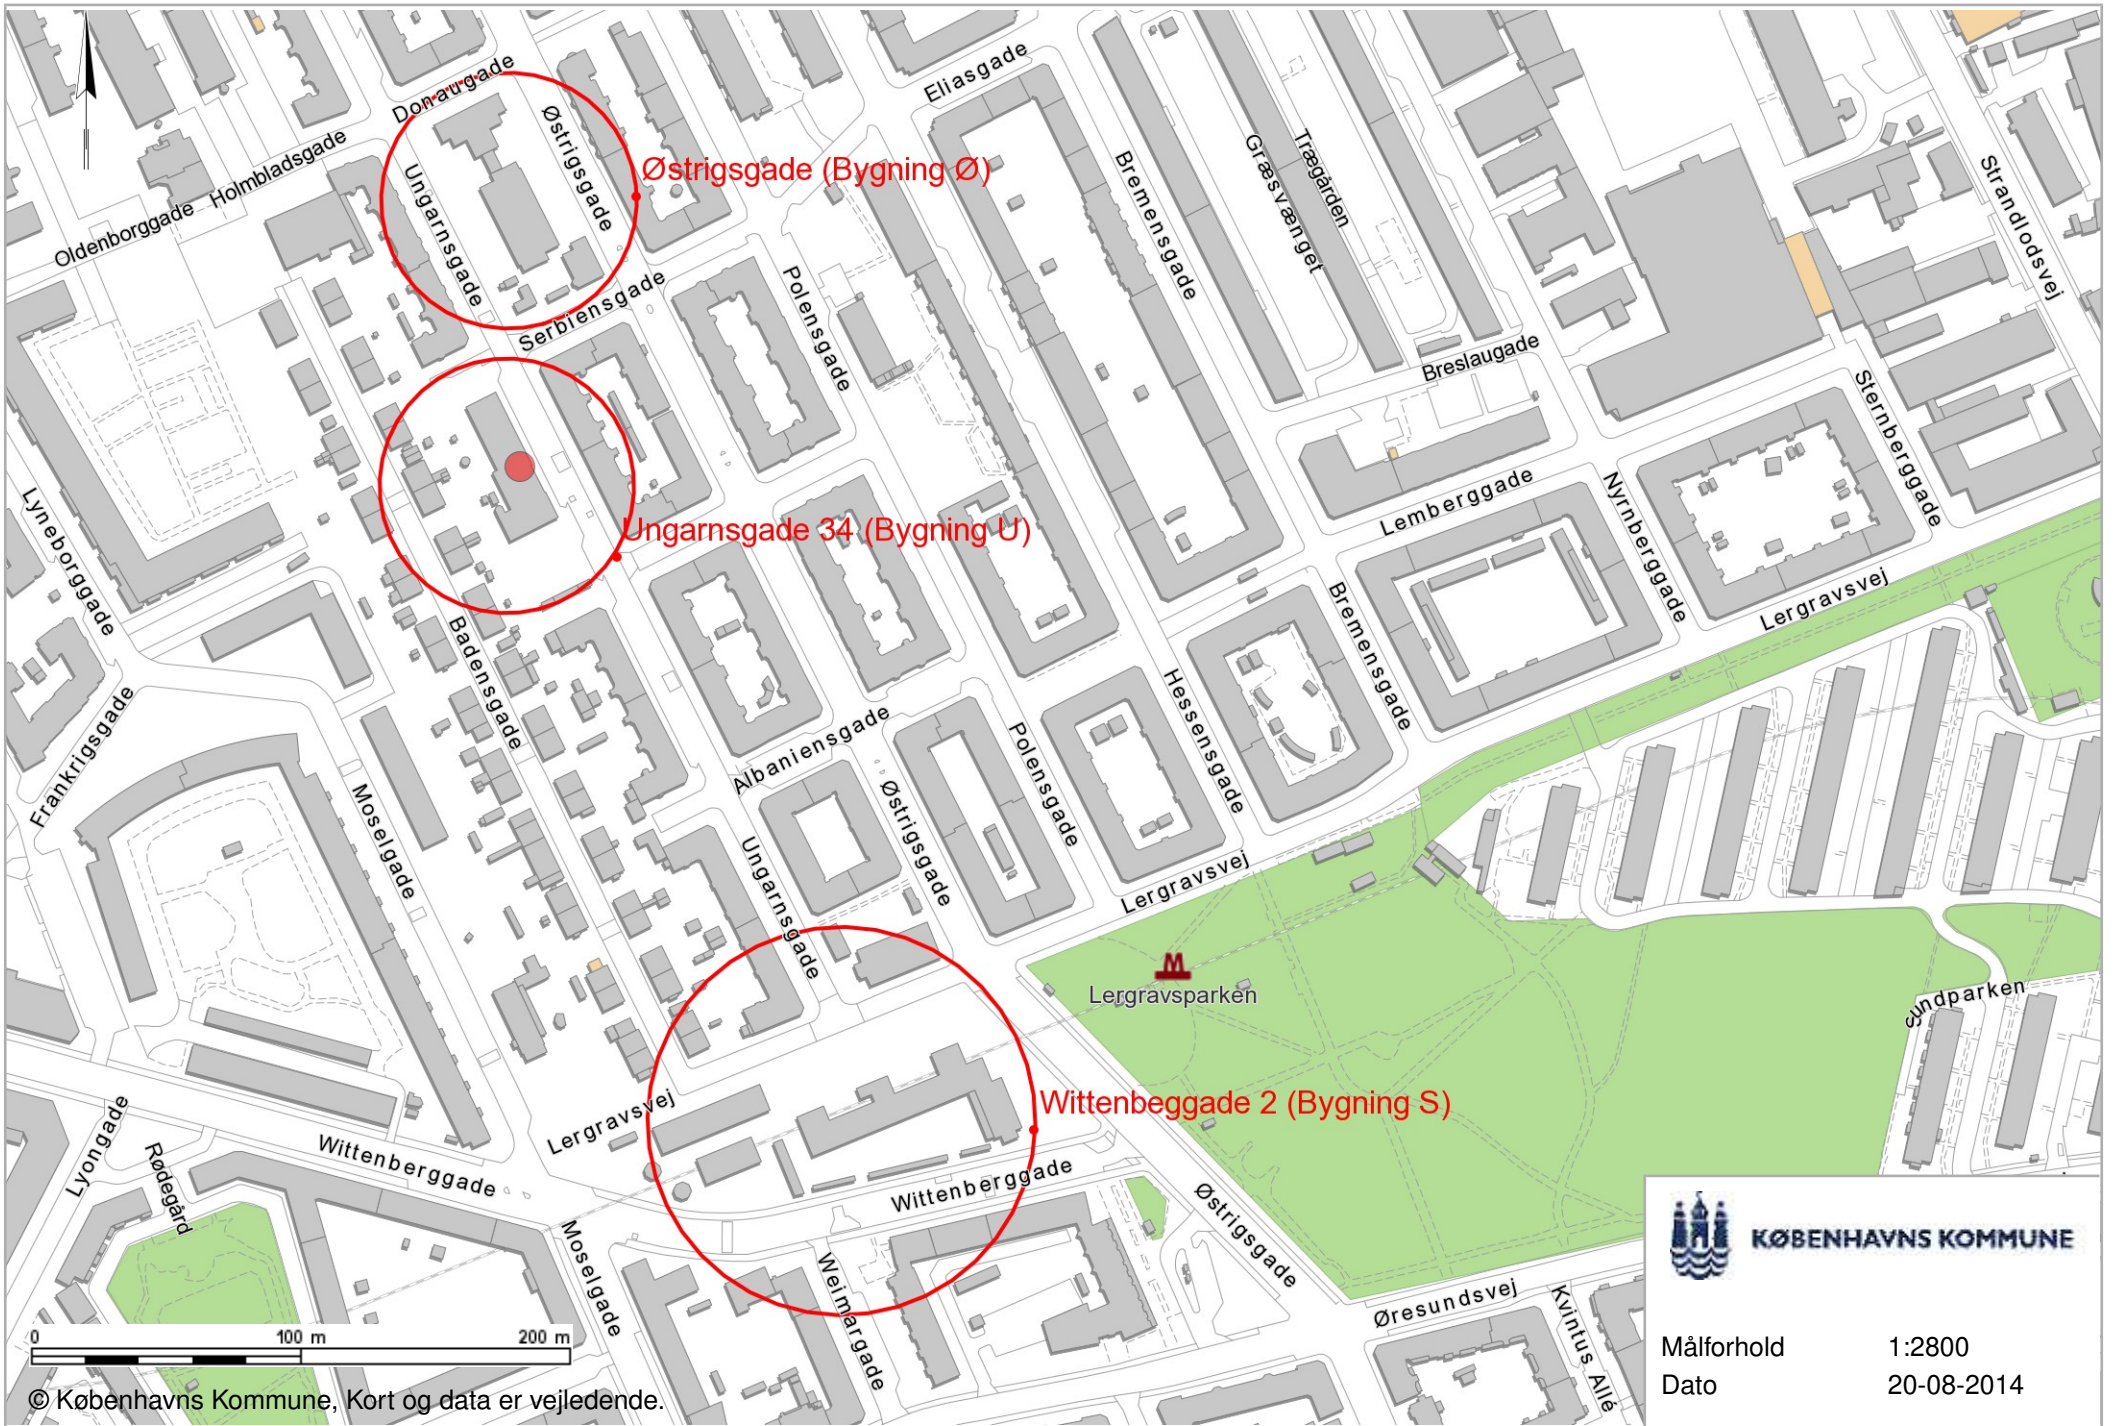 Donaugade
Eliasgade
Østrigsgade
Holmbladsgade
Oldenborggade
Ungarnsgade
Østrigsgade (Bygning Ø)
Bremensgade
Græsvænget
Trægården
Strandlodsvej
Serbiensgade
Polensgade
Breslaugade
Sternberggade
Lyneborggade
Ungarnsgade 34 (Bygning U)
Lemberggade
Nyrnberggade
Lergravsvej
Badensgade
Bremensgade
Hessensgade
Frankrigsgade
Albaniensgade
Polensgade
Moselgade
Østrigsgade
Ungarnsgade
Lergravsvej
M
Lergravsparken
undparken
Wittenbeggade 2 (Bygning S)
Lergravsvej
Lyongade
Rødegård
Wittenberggade
Wittenberggade
Østrigsgade
Moselgade
Weimargade
Øresundsvej
Kvintus Allé
KØBENHAVNS KOMMUNE
0 100 m 200 m
Målforhold 1:2800
Dato 20-08-2014
© Københavns Kommune, Kort og data er vejledende.